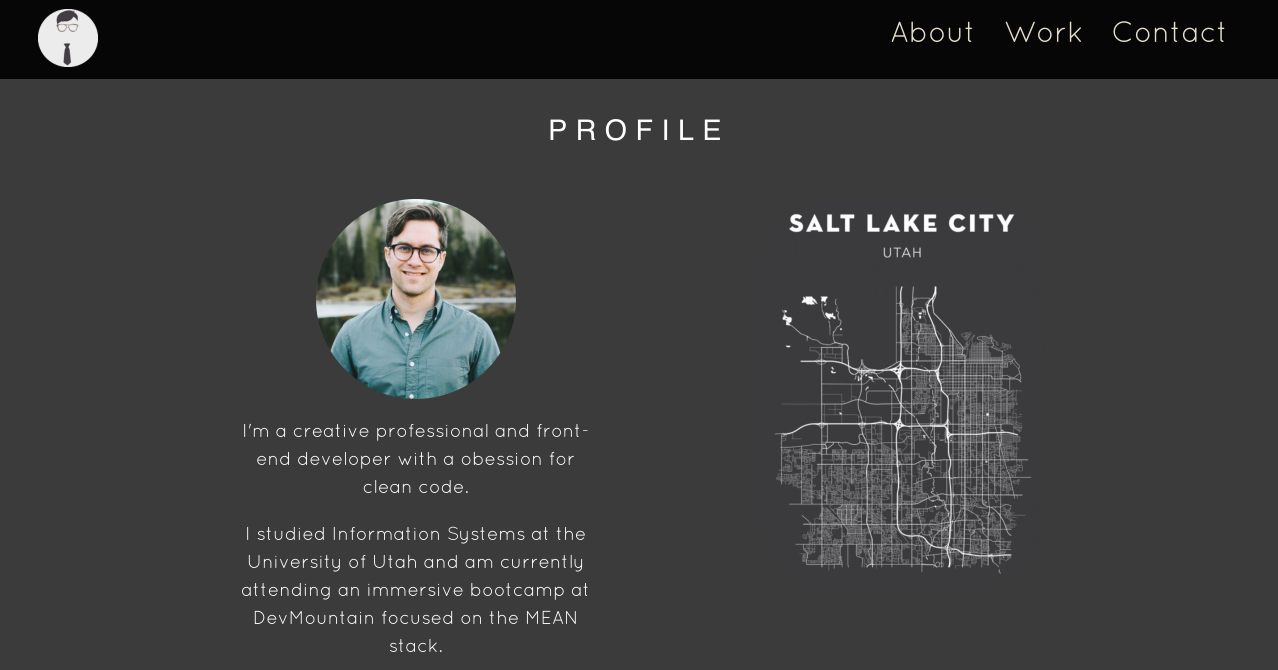 About Work Contact
PROFILE
I'm a creative professional and front-
end developer with a obession for
clean code.
I studied Information Systems at the
University of Utah and am currently
attending an immersive bootcamp at
DevMountain focused on the MEAN
stack.
SALT LAKE CITY
UTAH